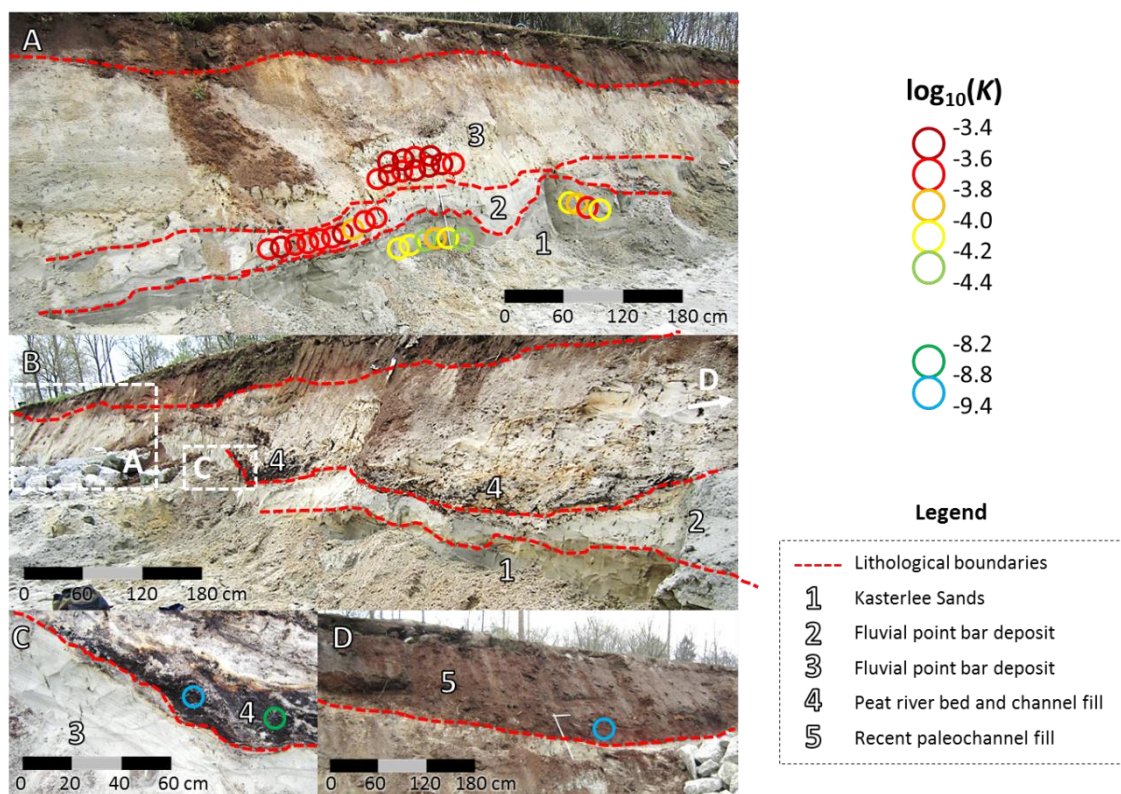 A
3
2
1
0 60 120 180 cm
B
D
A
C
4
4
2
1
0 60 120 180 cm
C
4
3
0 20 40 60 cm
D
5
0 60 120 180 cm
log10(K)
-3.4
-3.6
-3.8
-4.0
-4.2
-4.4
-8.2
-8.8
-9.4
Legend
Lithological boundaries
1 Kasterlee Sands
2 Fluvial point bar deposit
3 Fluvial point bar deposit
4 Peat river bed and channel fill
5 Recent paleochannel fill